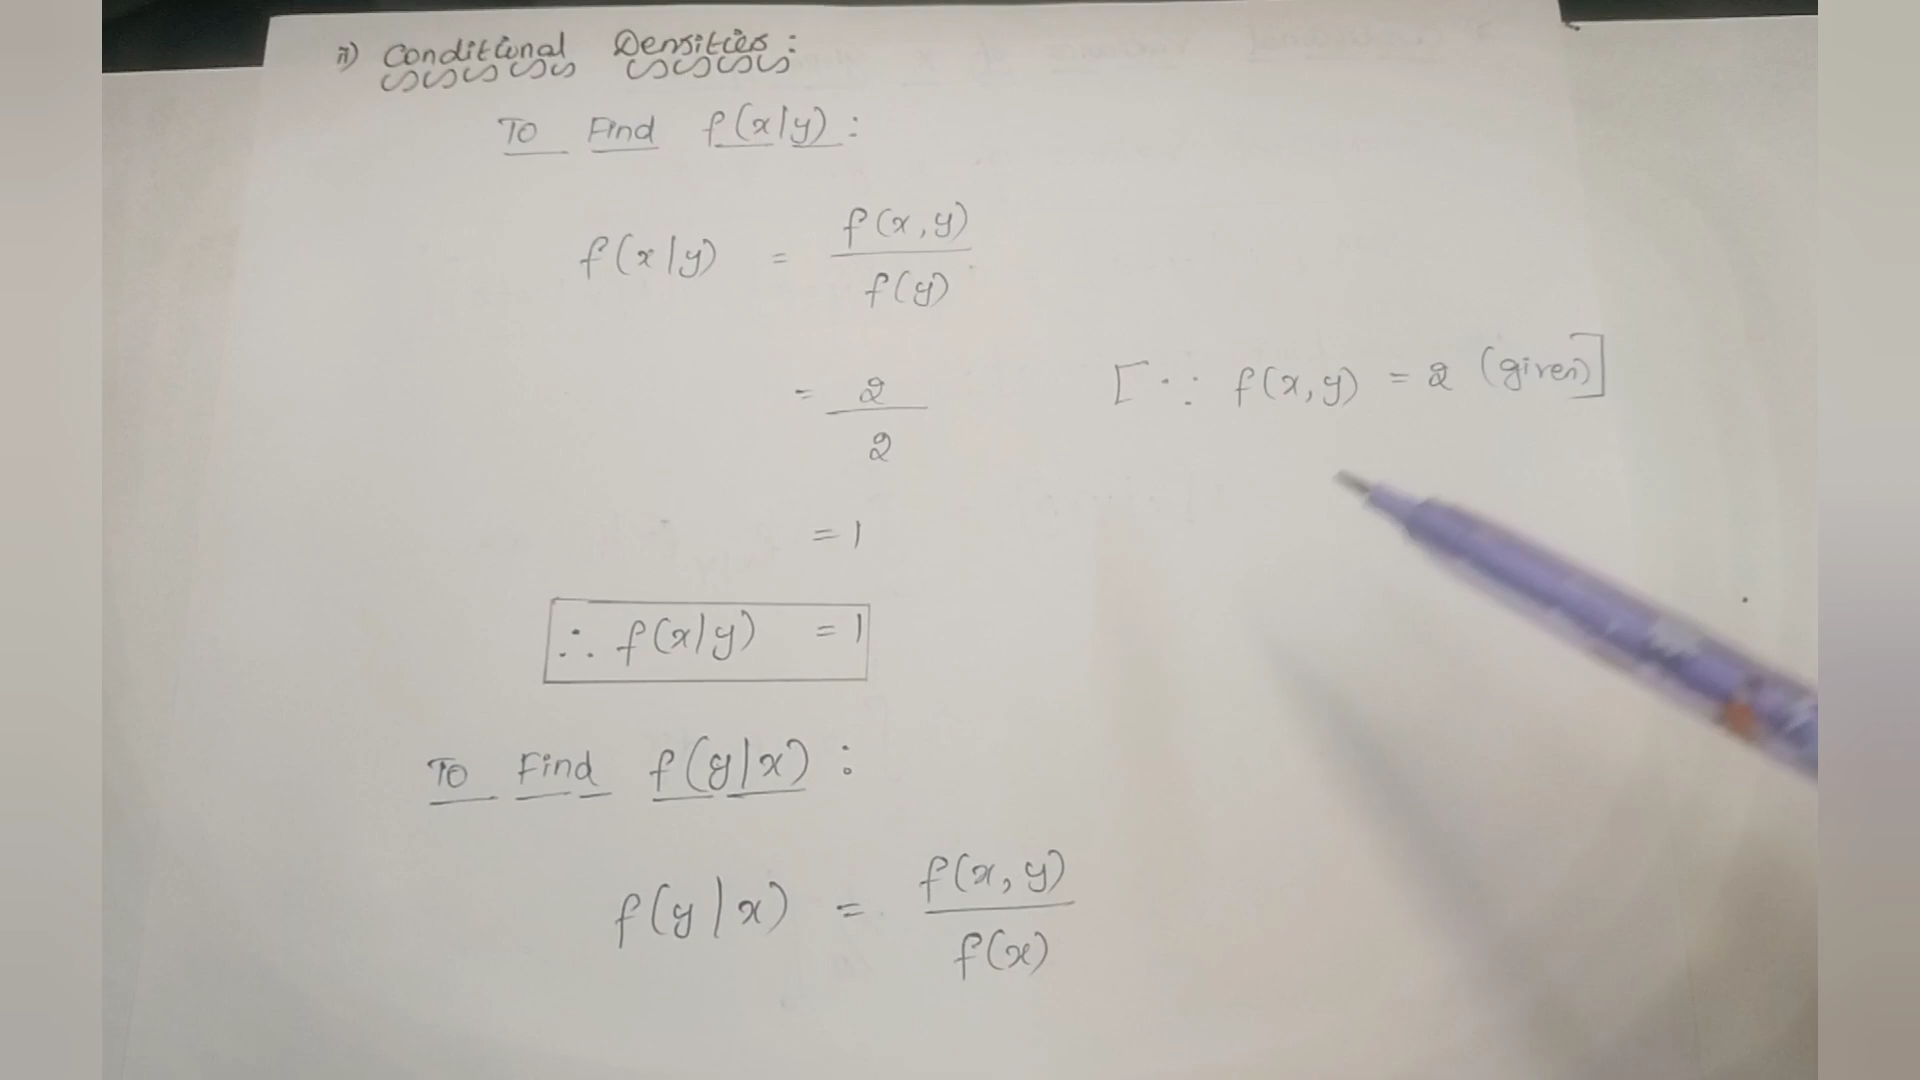 ii) Conditional Densities:
To Find f(x|y) :
f(x|y) = f(x,y) / f(y)
= 2 / 2 [∵ f(x,y) = 2 (given)]
= 1
∴ f(x|y) = 1
To Find f(y|x) :
f(y|x) = f(x,y) / f(x)